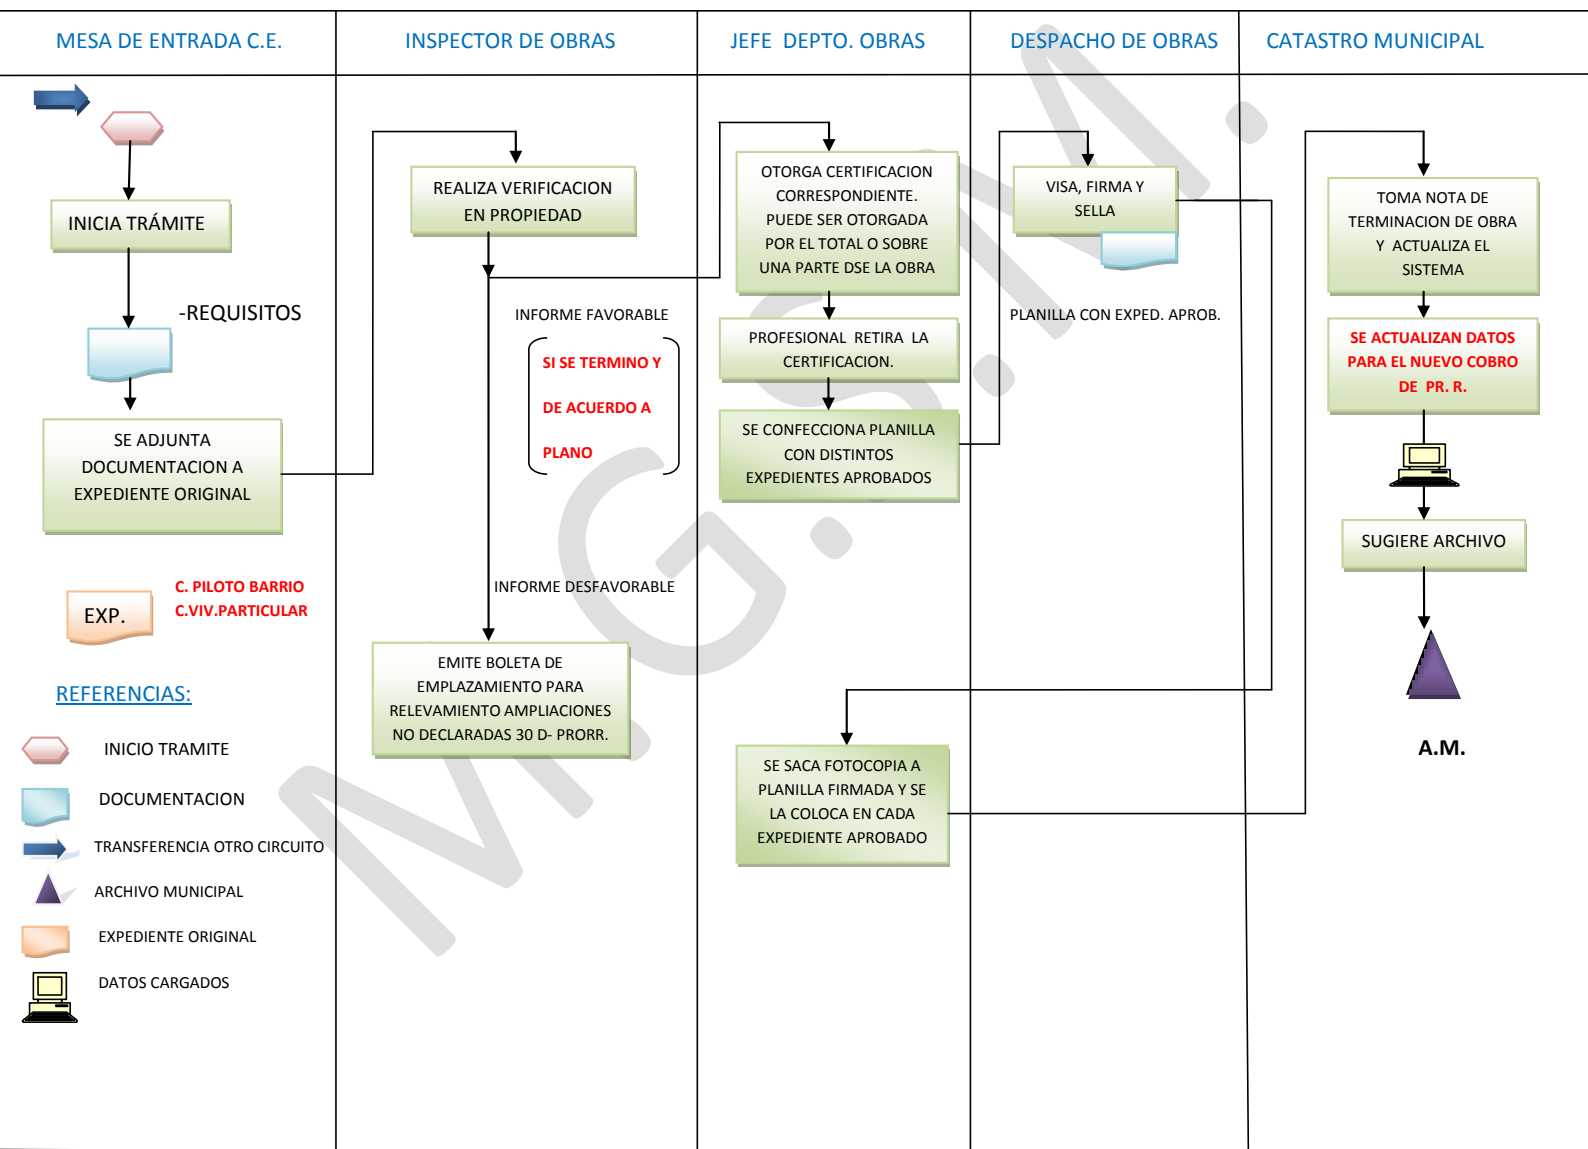 MESA DE ENTRADA C.E.
INSPECTOR DE OBRAS
JEFE DEPTO. OBRAS
DESPACHO DE OBRAS
CATASTRO MUNICIPAL
INICIA TRÁMITE
-REQUISITOS
SE ADJUNTA
DOCUMENTACION A
EXPEDIENTE ORIGINAL
EXP.
C. PILOTO BARRIO
C.VIV.PARTICULAR
REFERENCIAS:
INICIO TRAMITE
DOCUMENTACION
TRANSFERENCIA OTRO CIRCUITO
ARCHIVO MUNICIPAL
EXPEDIENTE ORIGINAL
DATOS CARGADOS
REALIZA VERIFICACION
EN PROPIEDAD
INFORME FAVORABLE
SI SE TERMINO Y
DE ACUERDO A
PLANO
INFORME DESFAVORABLE
EMITE BOLETA DE
EMPLAZAMIENTO PARA
RELEVAMIENTO AMPLIACIONES
NO DECLARADAS 30 D- PRORR.
OTORGA CERTIFICACION
CORRESPONDIENTE.
PUEDE SER OTORGADA
POR EL TOTAL O SOBRE
UNA PARTE DSE LA OBRA
PROFESIONAL RETIRA LA
CERTIFICACION.
SE CONFECCIONA PLANILLA
CON DISTINTOS
EXPEDIENTES APROBADOS
SE SACA FOTOCOPIA A
PLANILLA FIRMADA Y SE
LA COLOCA EN CADA
EXPEDIENTE APROBADO
VISA, FIRMA Y
SELLA
PLANILLA CON EXPED. APROB.
TOMA NOTA DE
TERMINACION DE OBRA
Y ACTUALIZA EL
SISTEMA
SE ACTUALIZAN DATOS
PARA EL NUEVO COBRO
DE PR. R.
SUGIERE ARCHIVO
A.M.
M.G.S.M.